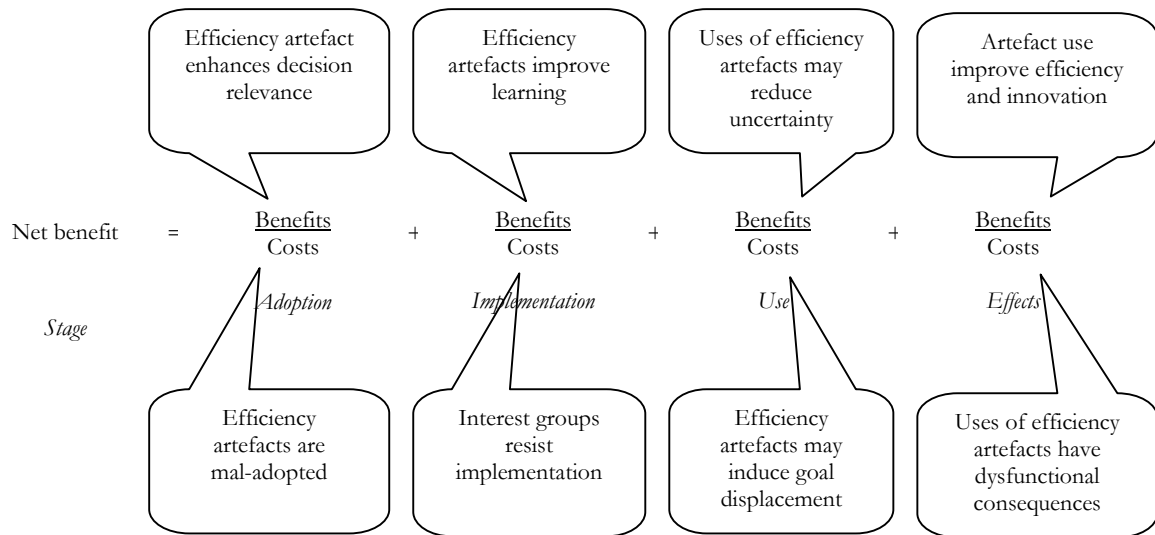 Efficiency artefact
enhances decision
relevance
Efficiency
artefacts improve
learning
Uses of efficiency
artefacts may
reduce
uncertainty
Artefact use
improve efficiency
and innovation
Net benefit = Benefits + Benefits + Benefits + Benefits
Costs Costs Costs Costs
Adoption Implementation Use Effects
Stage
Efficiency
artefacts are
mal-adopted
Interest groups
resist
implementation
Efficiency
artefacts may
induce goal
displacement
Uses of efficiency
artefacts have
dysfunctional
consequences